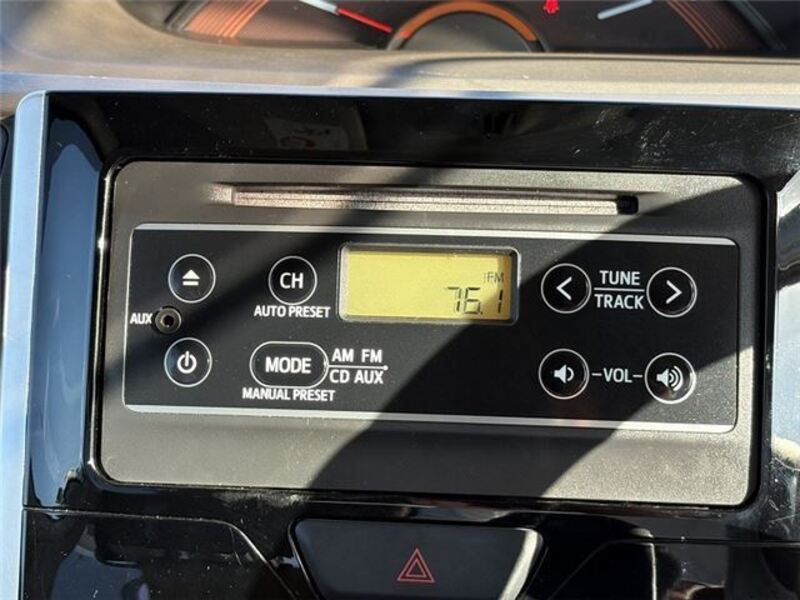 CH
AUTO PRESET
FM
76.1
TUNE
TRACK
AUX
MODE
AM FM
CD AUX
MANUAL PRESET
VOL